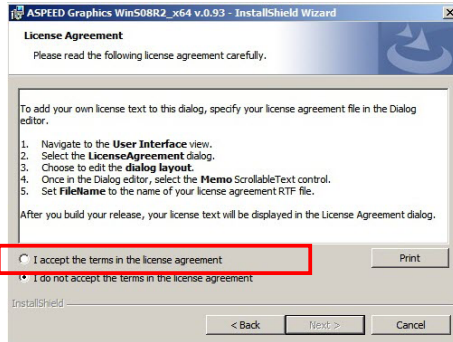 ASPEED Graphics WinS08R2_x64 v.0.93 - InstallShield Wizard
License Agreement
Please read the following license agreement carefully.
To add your own license text to this dialog, specify your license agreement file in the Dialog
editor.
1. Navigate to the User Interface view.
2. Select the LicenseAgreement dialog.
3. Choose to edit the dialog layout.
4. Once in the Dialog editor, select the Memo ScrollableText control.
5. Set FileName to the name of your license agreement RTF file.
After you build your release, your license text will be displayed in the License Agreement dialog.
I accept the terms in the license agreement
Print
I do not accept the terms in the license agreement
InstallShield
< Back
Next >
Cancel